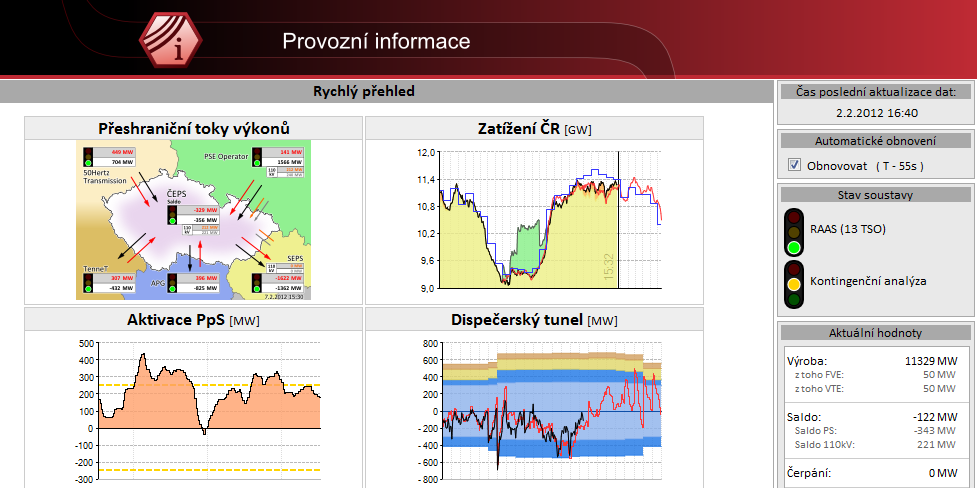 i
Provozní informace
Rychlý přehled
Přeshraniční toky výkonů
449 MW
704 MW
50Hertz
Transmission
PSE Operator
141 MW
1566 MW
110
kV
ČEPS
Saldo
-329 MW
-356 MW
110
kV
TenneT
307 MW
-432 MW
APG
396 MW
-825 MW
SEPS
110
kV
-1622 MW
-1362 MW
7.2.2012 15:30
Zatížení ČR [GW]
12,0
11,4
10,8
10,2
9,6
9,0
15:32
Aktivace PpS [MW]
500
400
300
200
100
0
-100
-200
-300
Dispečerský tunel [MW]
800
600
400
200
0
-200
-400
-600
-800
Čas poslední aktualizace dat:
2.2.2012 16:40
Automatické obnovení
Obnovovat ( T - 55s )
Stav soustavy
RAAS (13 TSO)
Kontingenční analýza
Aktuální hodnoty
Výroba: 11329 MW
z toho FVE: 50 MW
z toho VTE: 50 MW
Saldo: -122 MW
Saldo PS: -343 MW
Saldo 110kV: 221 MW
Čerpání: 0 MW